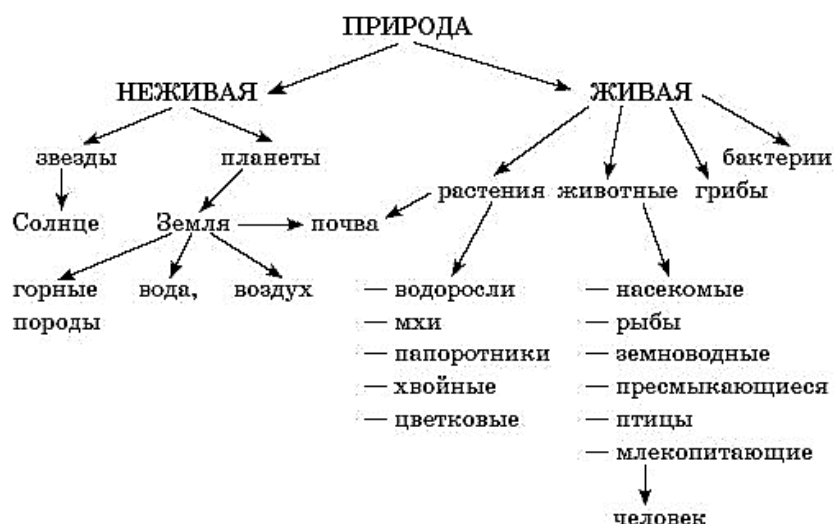 ПРИРОДА
НЕЖИВАЯ ЖИВАЯ
звезды планеты бактерии
растения животные грибы
Солнце Земля почва
горные вода, воздух
породы
— водоросли
— мхи
— папоротники
— хвойные
— цветковые
— насекомые
— рыбы
— земноводные
— пресмыкающиеся
— птицы
— млекопитающие
человек